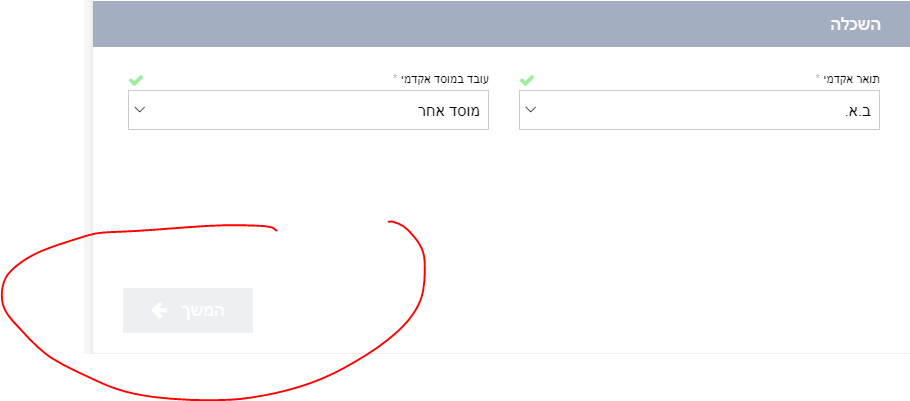 השכלה
תואר אקדמי *
עובד במוסד אקדמי *
ב.א.
מוסד אחר
המשך